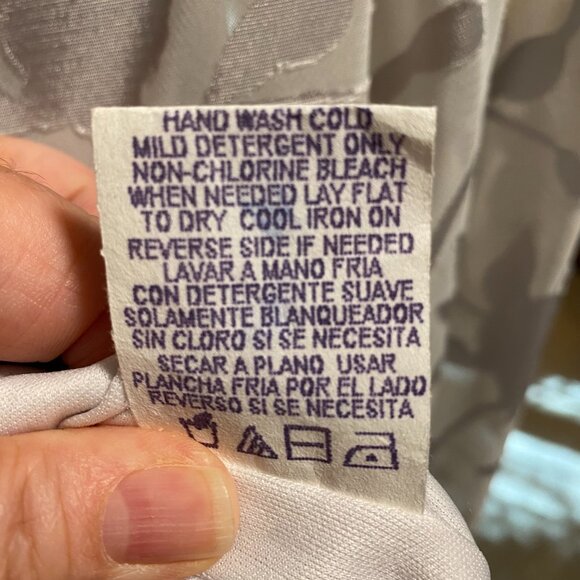 HAND WASH COLD
MILD DETERGENT ONLY
NON-CHLORINE BLEACH
WHEN NEEDED LAY FLAT
TO DRY COOL IRON ON
REVERSE SIDE IF NEEDED
LAVAR A MANO FRIA
CON DETERGENTE SUAVE
SOLAMENTE BLANQUEADOR
SIN CLORO SI SE NECESITA
SECAR A PLANO USAR
PLANCHA FRIA POR EL LADO
REVERSO SI SE NECESITA